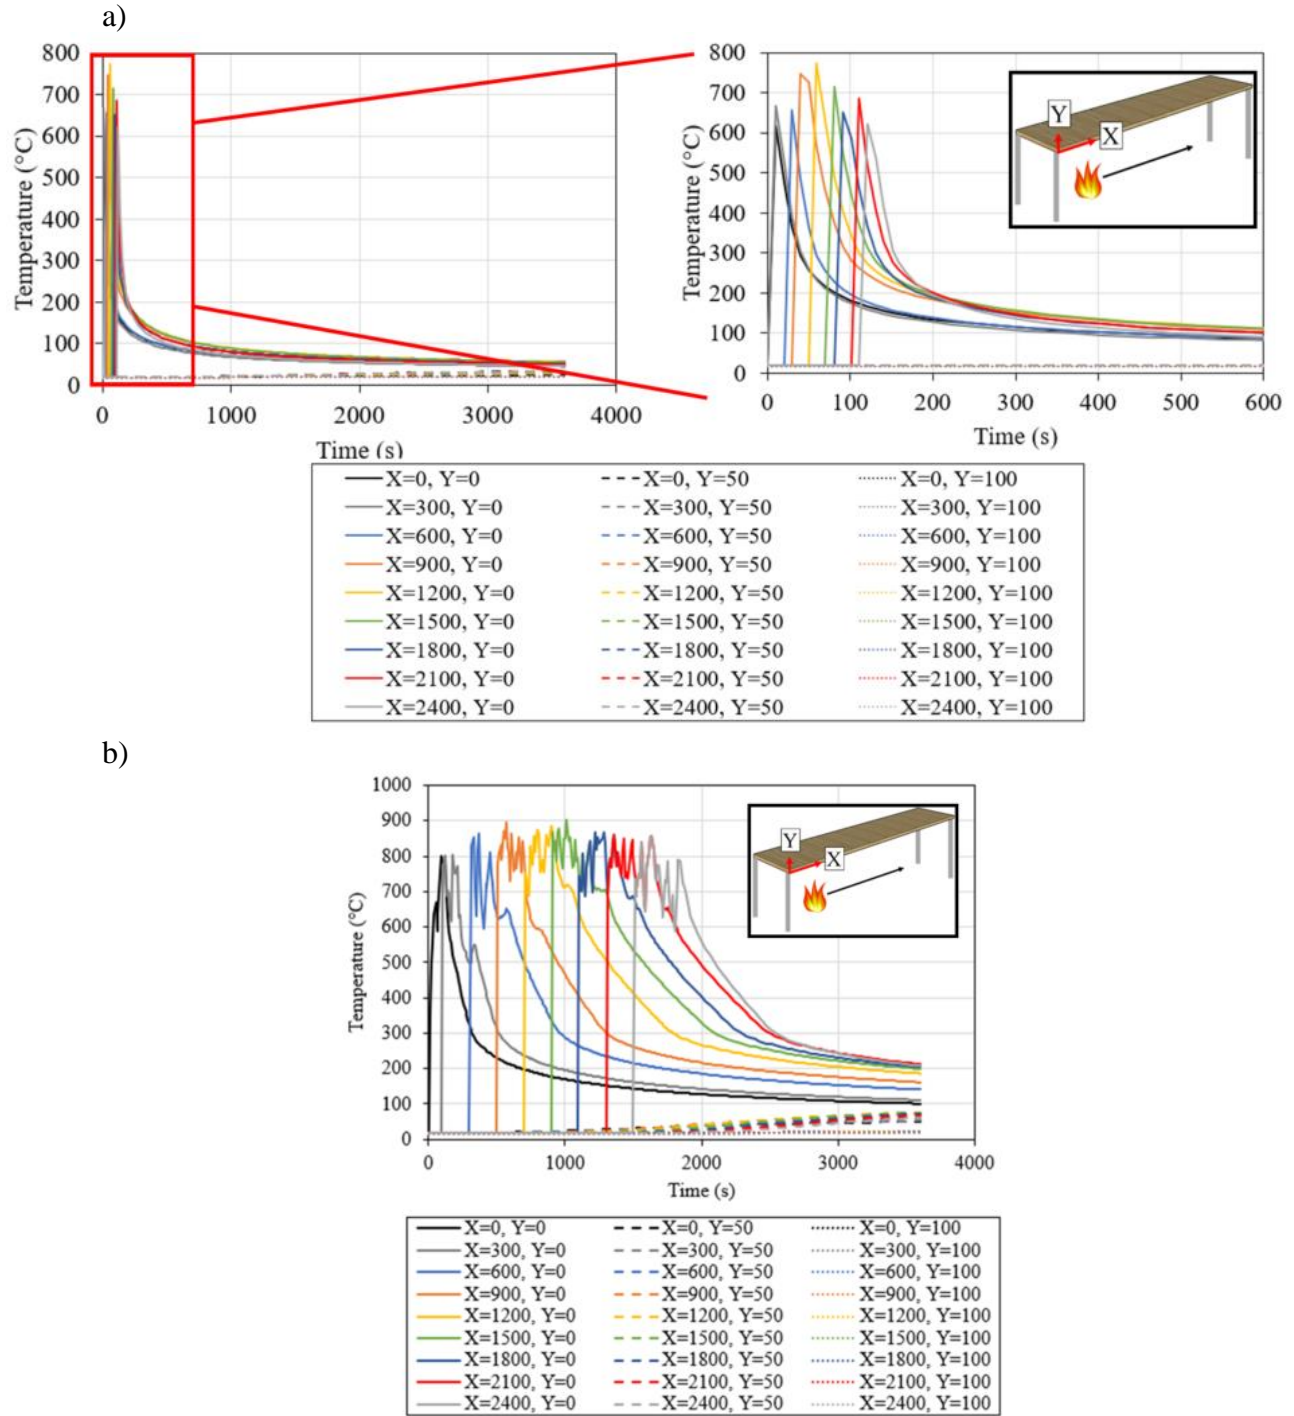 a)
800
700
600
500
400
300
200
100
0
Temperature (°C)
0 1000 2000 3000 4000
Time (s)
800
700
600
500
400
300
200
100
0
Temperature (°C)
0 100 200 300 400 500 600
Time (s)
Y
X
X=0, Y=0 X=0, Y=50 X=0, Y=100
X=300, Y=0 X=300, Y=50 X=300, Y=100
X=600, Y=0 X=600, Y=50 X=600, Y=100
X=900, Y=0 X=900, Y=50 X=900, Y=100
X=1200, Y=0 X=1200, Y=50 X=1200, Y=100
X=1500, Y=0 X=1500, Y=50 X=1500, Y=100
X=1800, Y=0 X=1800, Y=50 X=1800, Y=100
X=2100, Y=0 X=2100, Y=50 X=2100, Y=100
X=2400, Y=0 X=2400, Y=50 X=2400, Y=100
b)
1000
900
800
700
600
500
400
300
200
100
0
Temperature (°C)
0 1000 2000 3000 4000
Time (s)
Y
X
X=0, Y=0 X=0, Y=50 X=0, Y=100
X=300, Y=0 X=300, Y=50 X=300, Y=100
X=600, Y=0 X=600, Y=50 X=600, Y=100
X=900, Y=0 X=900, Y=50 X=900, Y=100
X=1200, Y=0 X=1200, Y=50 X=1200, Y=100
X=1500, Y=0 X=1500, Y=50 X=1500, Y=100
X=1800, Y=0 X=1800, Y=50 X=1800, Y=100
X=2100, Y=0 X=2100, Y=50 X=2100, Y=100
X=2400, Y=0 X=2400, Y=50 X=2400, Y=100